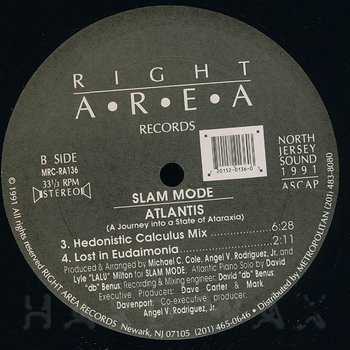 RIGHT
A•R•E•A
RECORDS
B SIDE
MRC-RA136
33⅓ RPM
STEREO
20152-0136-0
NORTH
JERSEY
SOUND
1991
ASCAP
SLAM MODE
ATLANTIS
(A Journey into a State of Ataraxia)
3. Hedonistic Calculus Mix 6:28
4. Lost in Eudaimonia 2:11
Produced & Arranged by Michael C. Cole, Angel V. Rodriguez, Jr. and
Lyle "LALU" Milton for SLAM MODE. Atlantic Piano solo by David
"db" Benus: Recording & Mixing engineer: David "db" Benus:
Executive Producers: Dave Carter & Mark
Davenport: Co-executive producer:
Angel V. Rodriguez, Jr.
©1991 All rights reserved RIGHT AREA RECORDS Newark, NJ 07105 (201) 465-0646 • Distributed by METROPOLITAN (201) 483-8080